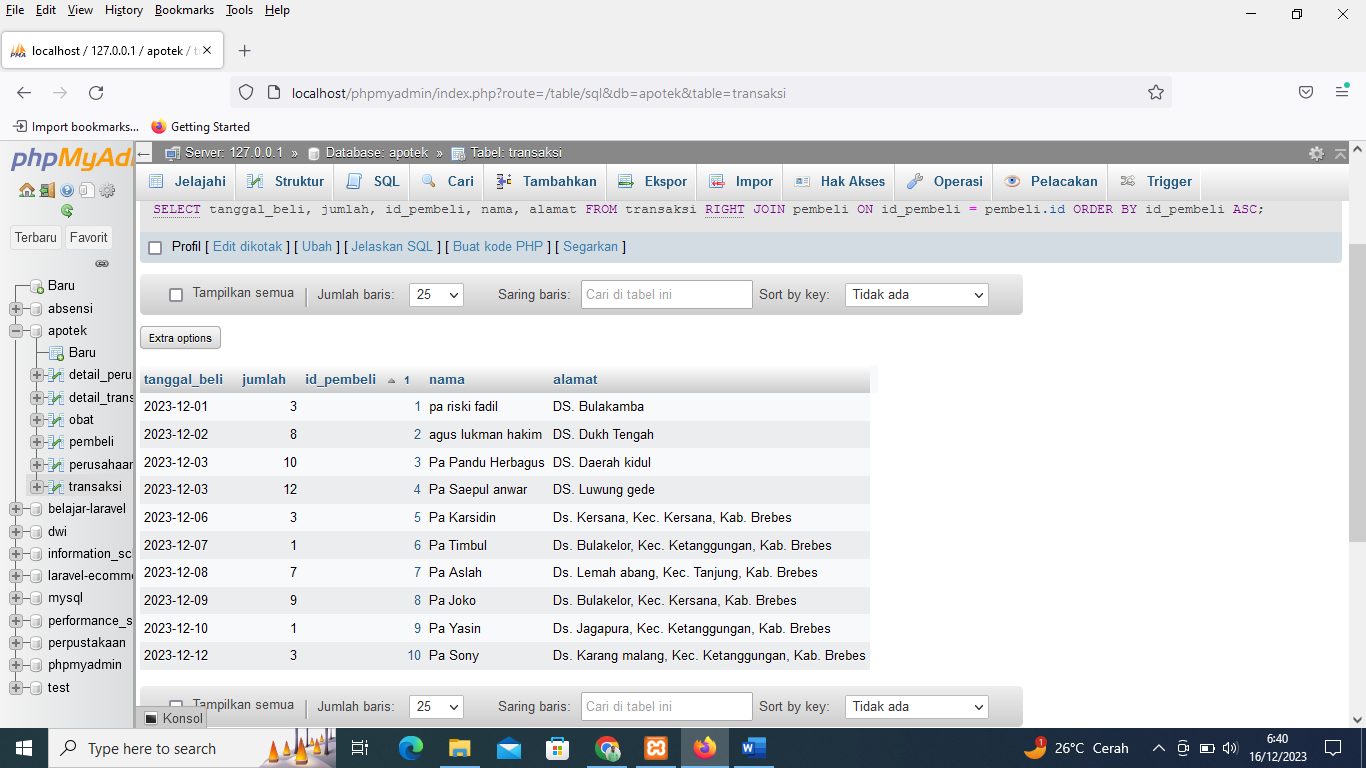 File Edit View History Bookmarks Tools Help
localhost / 127.0.0.1 / apotek / t
localhost/phpmyadmin/index.php?route=/table/sql&db=apotek&table=transaksi
Import bookmarks... Getting Started
phpMyAd
Server: 127.0.0.1 » Database: apotek » Tabel: transaksi
Jelajahi Struktur SQL Cari Tambahkan Ekspor Impor Hak Akses Operasi Pelacakan Trigger
Terbaru Favorit
Baru
absensi
apotek
Baru
detail_peru
detail_trans
obat
pembeli
perusahaan
transaksi
belajar-laravel
dwi
information_sc
laravel-ecomme
mysql
performance_s
perpustakaan
phpmyadmin
test
SELECT tanggal_beli, jumlah, id_pembeli, nama, alamat FROM transaksi RIGHT JOIN pembeli ON id_pembeli = pembeli.id ORDER BY id_pembeli ASC;
Profil [ Edit dikotak ] [ Ubah ] [ Jelaskan SQL ] [ Buat kode PHP ] [ Segarkan ]
Tampilkan semua | Jumlah baris: 25 Saring baris: Cari di tabel ini Sort by key: Tidak ada
Extra options
tanggal_beli jumlah id_pembeli 1 nama alamat
2023-12-01 3 1 pa riski fadil DS. Bulakamba
2023-12-02 8 2 agus lukman hakim DS. Dukh Tengah
2023-12-03 10 3 Pa Pandu Herbagus DS. Daerah kidul
2023-12-03 12 4 Pa Saepul anwar DS. Luwung gede
2023-12-06 3 5 Pa Karsidin Ds. Kersana, Kec. Kersana, Kab. Brebes
2023-12-07 1 6 Pa Timbul Ds. Bulakelor, Kec. Ketanggungan, Kab. Brebes
2023-12-08 7 7 Pa Aslah Ds. Lemah abang, Kec. Tanjung, Kab. Brebes
2023-12-09 9 8 Pa Joko Ds. Bulakelor, Kec. Kersana, Kab. Brebes
2023-12-10 1 9 Pa Yasin Ds. Jagapura, Kec. Ketanggungan, Kab. Brebes
2023-12-12 3 10 Pa Sony Ds. Karang malang, Kec. Ketanggungan, Kab. Brebes
Tampilkan semua | Jumlah baris: 25 Saring baris: Cari di tabel ini Sort by key: Tidak ada
Konsol
Type here to search
1 26°C Cerah
6:40
16/12/2023